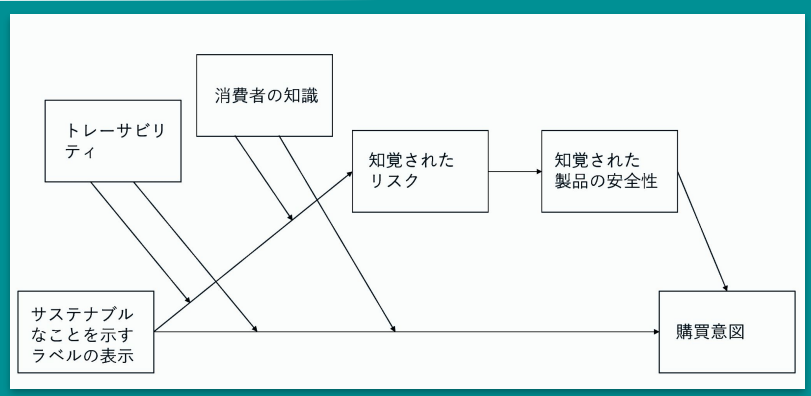 消費者の知識
トレーサビリ
ティ
知覚された
リスク
知覚された
製品の安全性
サステナブル
なことを示す
ラベルの表示
購買意図